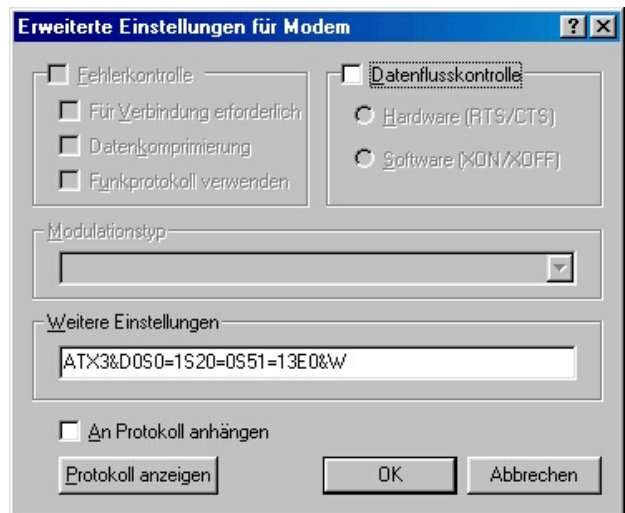 Erweiterte Einstellungen für Modem
Fehlerkontrolle
Für Verbindung erforderlich
Datenkomprimierung
Funkprotokoll verwenden
Datenflusskontrolle
Hardware (RTS/CTS)
Software (XON/XOFF)
Modulationstyp
Weitere Einstellungen
ATX3&D0S0=1S20=0S51=13E0&W
An Protokoll anhängen
Protokoll anzeigen
OK
Abbrechen